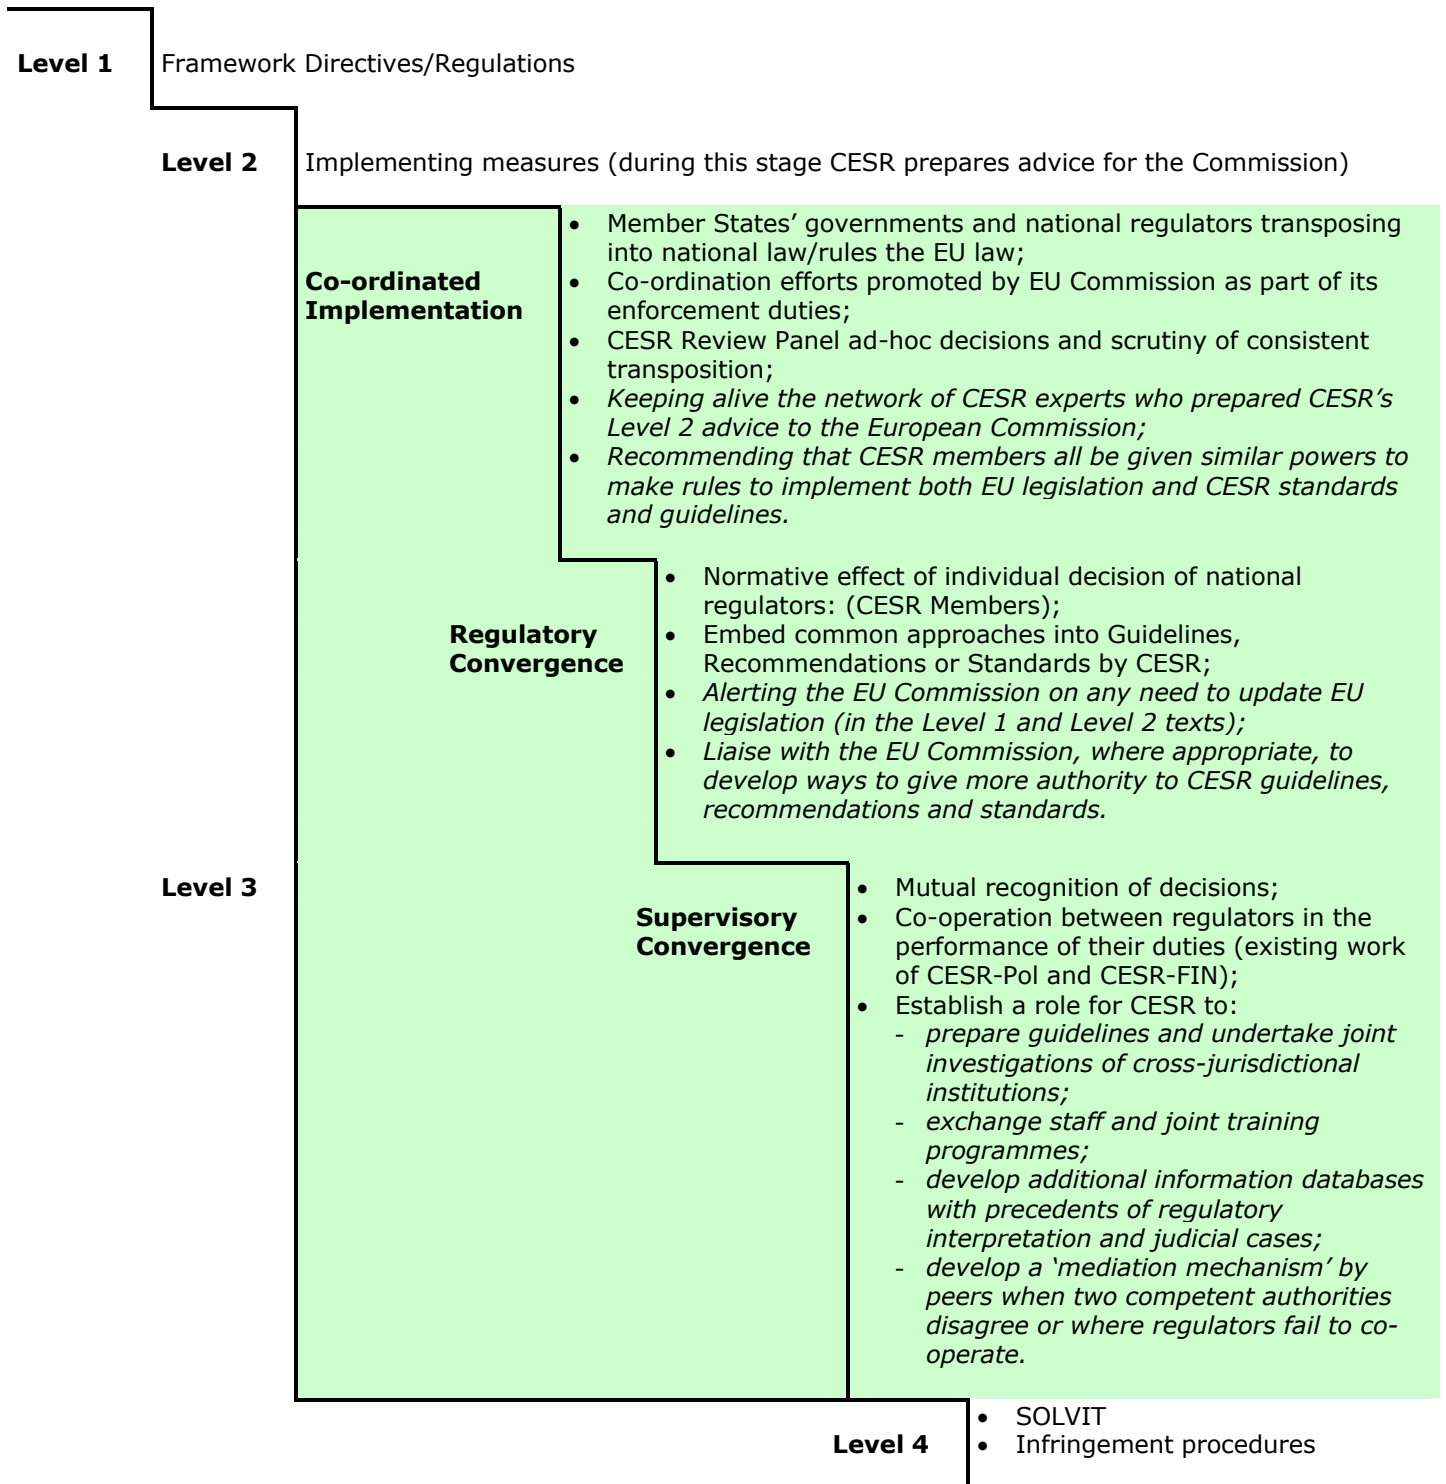 Level 1
Framework Directives/Regulations
Level 2
Implementing measures (during this stage CESR prepares advice for the Commission)
Co-ordinated
Implementation
• Member States’ governments and national regulators transposing
into national law/rules the EU law;
• Co-ordination efforts promoted by EU Commission as part of its
enforcement duties;
• CESR Review Panel ad-hoc decisions and scrutiny of consistent
transposition;
• Keeping alive the network of CESR experts who prepared CESR’s
Level 2 advice to the European Commission;
• Recommending that CESR members all be given similar powers to
make rules to implement both EU legislation and CESR standards
and guidelines.
Regulatory
Convergence
• Normative effect of individual decision of national
regulators: (CESR Members);
• Embed common approaches into Guidelines,
Recommendations or Standards by CESR;
• Alerting the EU Commission on any need to update EU
legislation (in the Level 1 and Level 2 texts);
• Liaise with the EU Commission, where appropriate, to
develop ways to give more authority to CESR guidelines,
recommendations and standards.
Level 3
Supervisory
Convergence
• Mutual recognition of decisions;
• Co-operation between regulators in the
performance of their duties (existing work
of CESR-Pol and CESR-FIN);
• Establish a role for CESR to:
- prepare guidelines and undertake joint
investigations of cross-jurisdictional
institutions;
- exchange staff and joint training
programmes;
- develop additional information databases
with precedents of regulatory
interpretation and judicial cases;
- develop a ‘mediation mechanism’ by
peers when two competent authorities
disagree or where regulators fail to co-
operate.
Level 4
• SOLVIT
• Infringement procedures